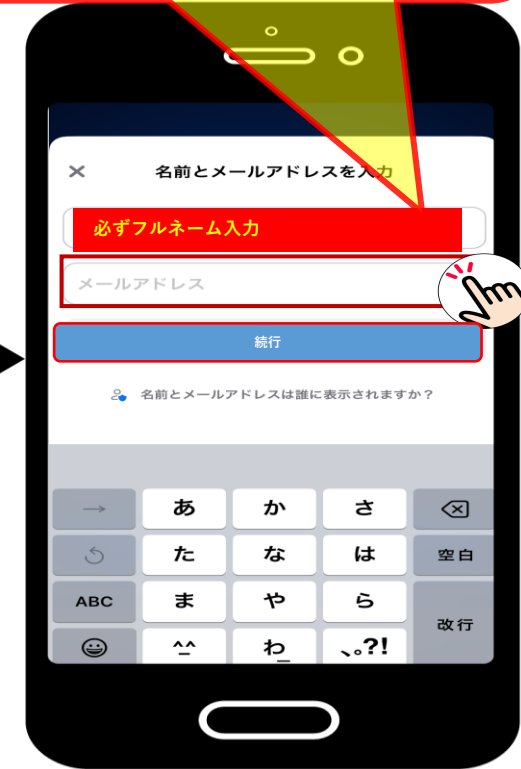 × 名前とメールアドレスを入力
必ずフルネーム入力
メールアドレス
続行
名前とメールアドレスは誰に表示されますか?
→ あ か さ
た な は 空白
ABC ま や ら
改行
^_^ わ_ 、。?!